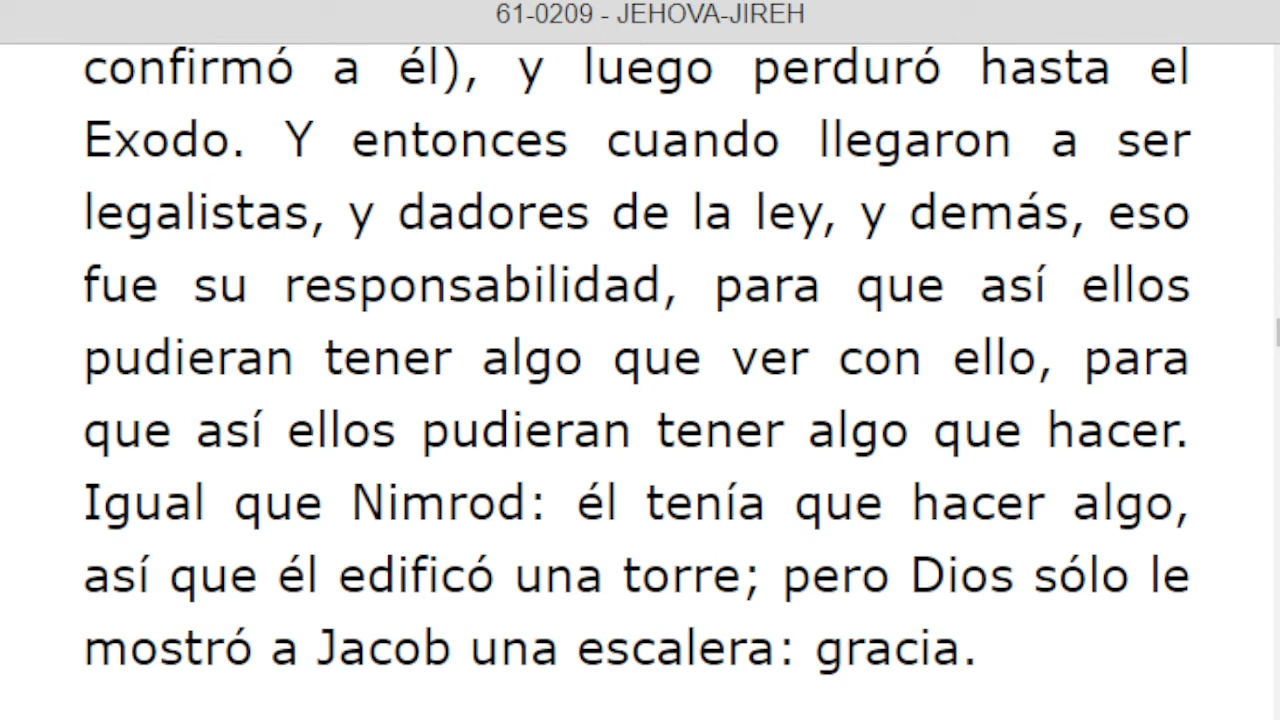 61-0209 - JEHOVA-JIREH
confirmó a él), y luego perduró hasta el
Exodo. Y entonces cuando llegaron a ser
legalistas, y dadores de la ley, y demás, eso
fue su responsabilidad, para que así ellos
pudieran tener algo que ver con ello, para
que así ellos pudieran tener algo que hacer.
Igual que Nimrod: él tenía que hacer algo,
así que él edificó una torre; pero Dios sólo le
mostró a Jacob una escalera: gracia.